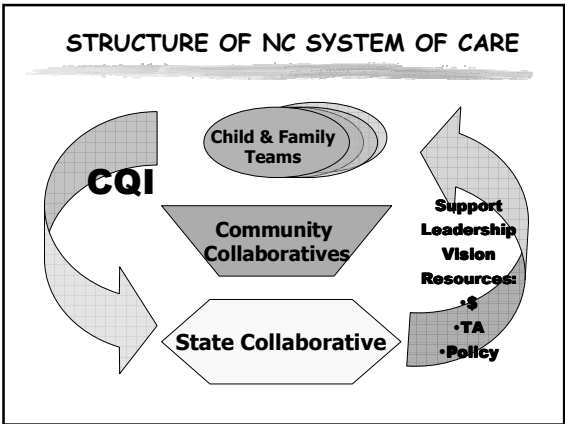 STRUCTURE OF NC SYSTEM OF CARE
Child & Family
Teams
CQI
Community
Collaboratives
State Collaborative
Support
Leadership
Vision
Resources:
•$
•TA
•Policy